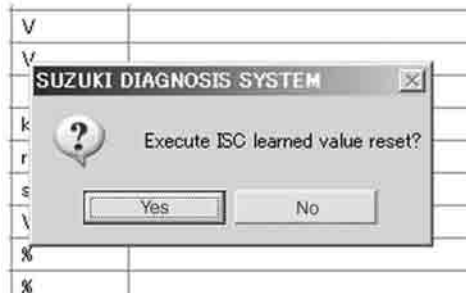 V
V
SUZUKI DIAGNOSIS SYSTEM
k
Execute ISC learned value reset?
r
s
Yes No
%
%